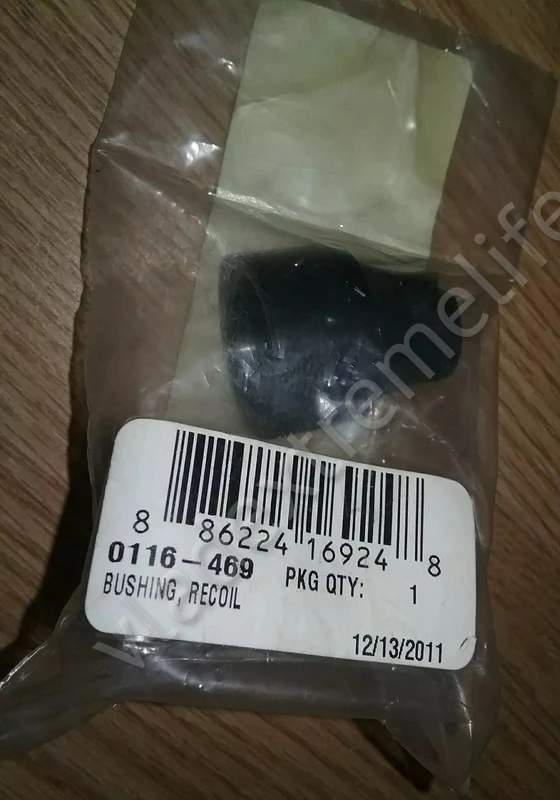 8 86224 16924 8
0116-469 PKG QTY: 1
BUSHING, RECOIL
12/13/2011